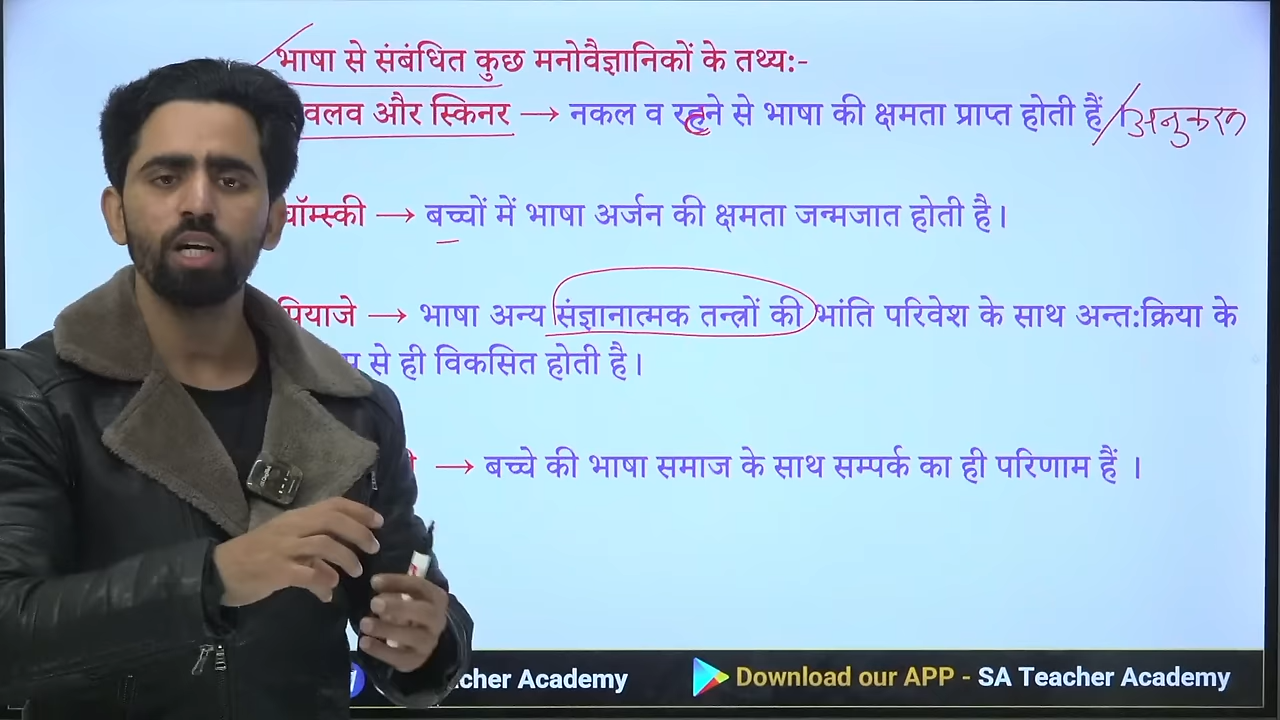 भाषा से संबंधित कुछ मनोवैज्ञानिकों के तथ्य:-
वलव और स्किनर → नकल व रहने से भाषा की क्षमता प्राप्त होती हैं / अनुकरण
चॉम्स्की → बच्चों में भाषा अर्जन की क्षमता जन्मजात होती है।
पियाजे → भाषा अन्य संज्ञानात्मक तन्त्रों की भांति परिवेश के साथ अन्त:क्रिया के
से ही विकसित होती है।
→ बच्चे की भाषा समाज के साथ सम्पर्क का ही परिणाम हैं ।
cher Academy
Download our APP - SA Teacher Academy